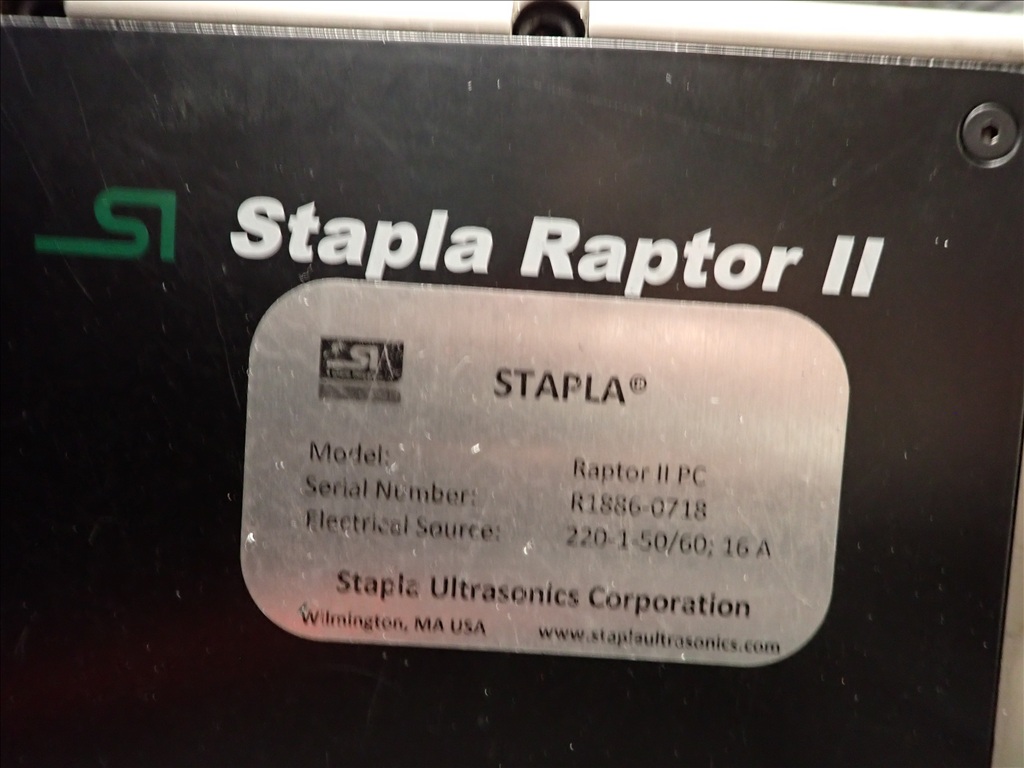 Stapla Raptor II
STAPLA®
Model: Raptor II PC
Serial Number: R1886-0718
Electrical Source: 220-1-50/60; 16 A
Stapla Ultrasonics Corporation
Wilmington, MA USA www.staplaultrasonics.com